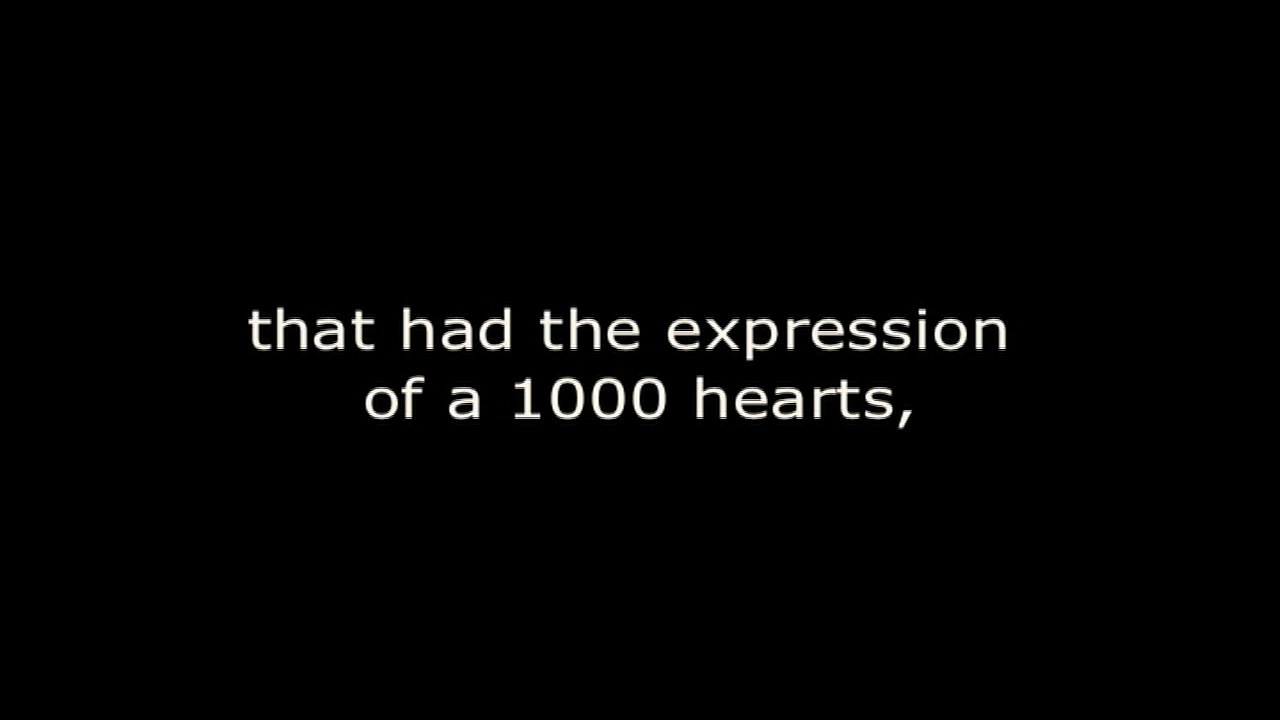 that had the expression
of a 1000 hearts,